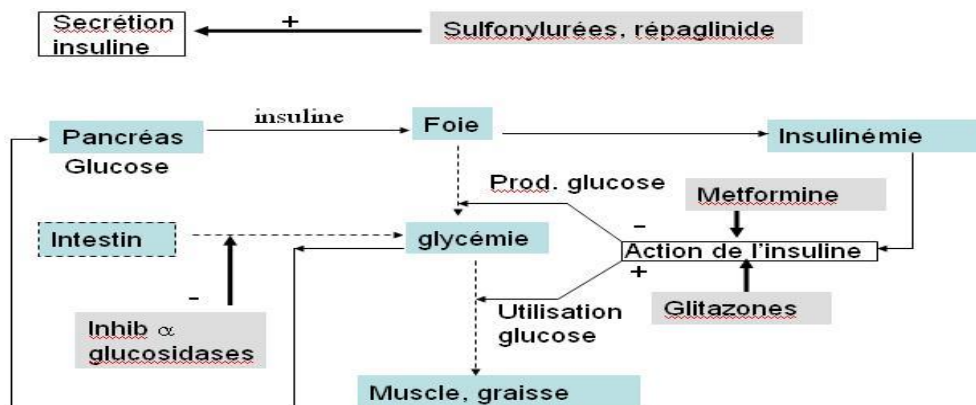 Secrétion
insuline
+
Sulfonylurées, répaglinide
insuline
Pancréas
Foie
Insulinémie
Glucose
Prod. glucose
Metformine
-
Intestin
glycémie
Action de l'insuline
+
-
Utilisation
glucose
Glitazones
Inhib α
glucosidases
Muscle, graisse